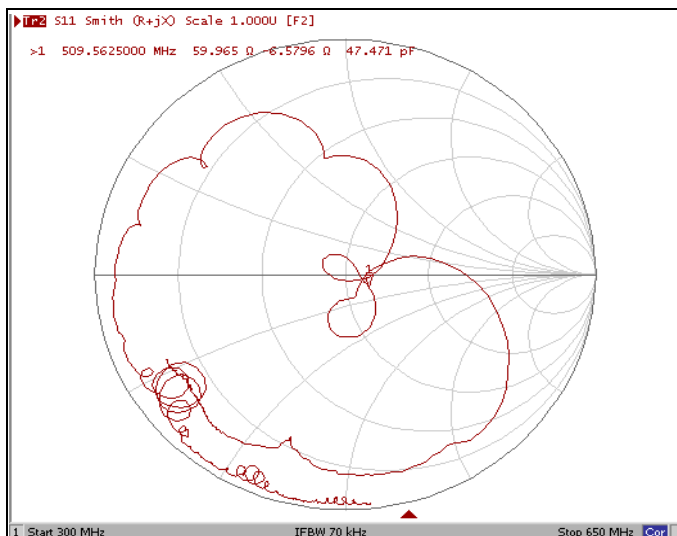 Tr2 S11 Smith (R+jX) Scale 1.000U [F2]
>1 509.5625000 MHz 59.965 Ω -6.5796 Ω 47.471 pF
1
1 Start 300 MHz IFBW 70 kHz Stop 650 MHz Cor